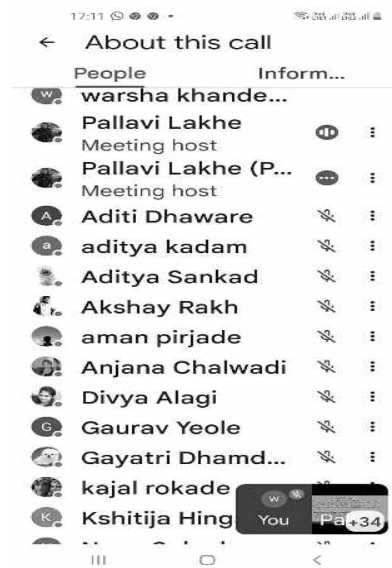 17:11
← About this call
People Inform...
W warsha khande...
Pallavi Lakhe
Meeting host
Pallavi Lakhe (P...
Meeting host
A Aditi Dhaware
a aditya kadam
Aditya Sankad
Akshay Rakh
aman pirjade
Anjana Chalwadi
Divya Alagi
G Gaurav Yeole
Gayatri Dhamd...
kajal rokade
W
K Kshitija Hing
You Pa +34